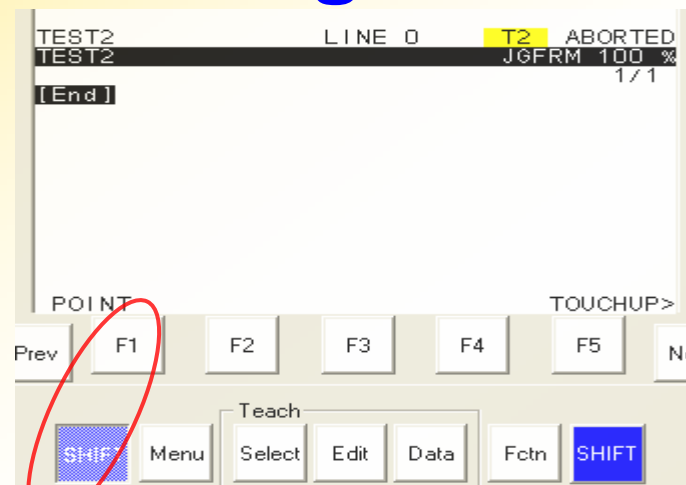 TEST2 LINE 0 T2 ABORTED
TEST2 JGFRM 100 %
1/1
[End]
POINT TOUCHUP>
Prev F1 F2 F3 F4 F5
Teach
SHIFT Menu Select Edit Data Fctn SHIFT